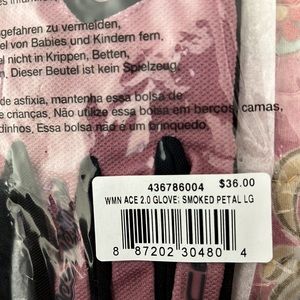 gefahren zu vermeiden,
el von Babies und Kindern fern,
el nicht in Krippen, Betten,
n. Dieser Beutel ist kein Spielzeug.
de asfixia, mantenha essa bolsa de
e crianças, Não utilize essa bolsa em berços, camas,
dinhos. Essa bolsa não é um brinquedo.
436786004 $36.00
WMN ACE 2.0 GLOVE: SMOKED PETAL LG
8 87202 30480 4